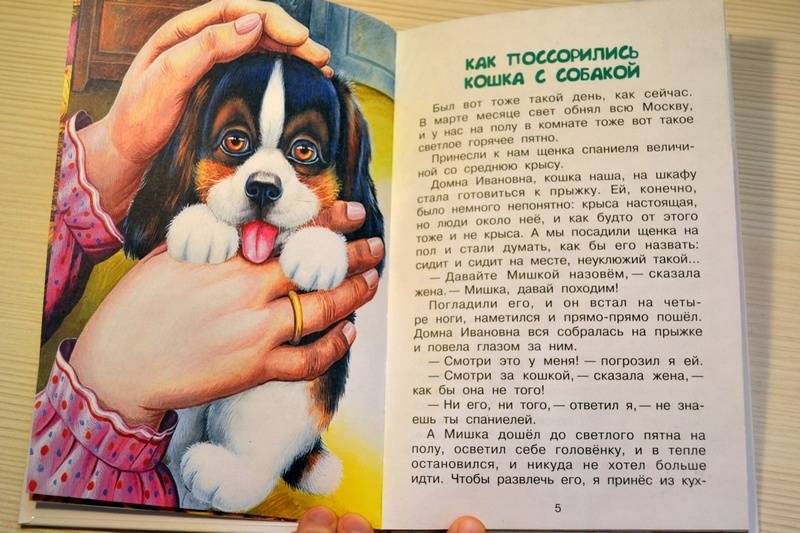 КАК ПОССОРИЛИСЬ
КОШКА С СОБАКОЙ
Был вот тоже такой день, как сейчас.
В марте месяце свет обнял всю Москву,
и у нас на полу в комнате тоже вот такое
светлое горячее пятно.
Принесли к нам щенка спаниеля величи-
ной со среднюю крысу.
Домна Ивановна, кошка наша, на шкафу
стала готовиться к прыжку. Ей, конечно,
было немного непонятно: крыса настоящая,
но люди около неё, и как будто от этого
тоже и не крыса. А мы посадили щенка на
пол и стали думать, как бы его назвать:
сидит и сидит на месте, неуклюжий такой...
— Давайте Мишкой назовём, — сказала
жена. — Мишка, давай походим!
Погладили его, и он встал на четы-
ре ноги, наметился и прямо-прямо пошёл.
Домна Ивановна вся собралась на прыжке
и повела глазом за ним.
— Смотри это у меня! — погрозил я ей.
— Смотри за кошкой, — сказала жена, —
как бы она не того!
— Ни его, ни того, — ответил я, — не зна-
ешь ты спаниелей.
А Мишка дошёл до светлого пятна на
полу, осветил себе головёнку, и в тепле
остановился, и никуда не хотел больше
идти. Чтобы развлечь его, я принёс из кух-
5